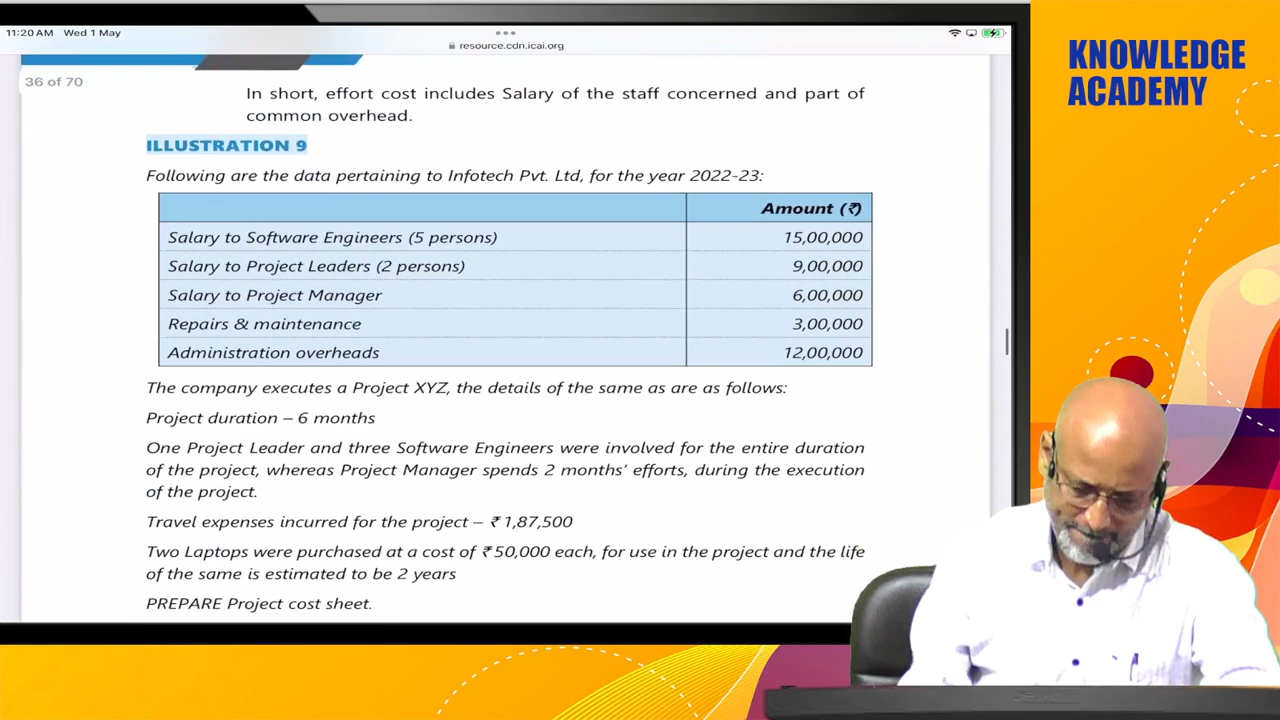 11:20 AM Wed 1 May
resource.cdn.icai.org
KNOWLEDGE
ACADEMY
36 of 70
In short, effort cost includes Salary of the staff concerned and part of
common overhead.
ILLUSTRATION 9
Following are the data pertaining to Infotech Pvt. Ltd, for the year 2022-23:
Amount (₹)
Salary to Software Engineers (5 persons) 15,00,000
Salary to Project Leaders (2 persons) 9,00,000
Salary to Project Manager 6,00,000
Repairs & maintenance 3,00,000
Administration overheads 12,00,000
The company executes a Project XYZ, the details of the same as are as follows:
Project duration – 6 months
One Project Leader and three Software Engineers were involved for the entire duration
of the project, whereas Project Manager spends 2 months' efforts, during the execution
of the project.
Travel expenses incurred for the project – ₹ 1,87,500
Two Laptops were purchased at a cost of ₹ 50,000 each, for use in the project and the life
of the same is estimated to be 2 years
PREPARE Project cost sheet.